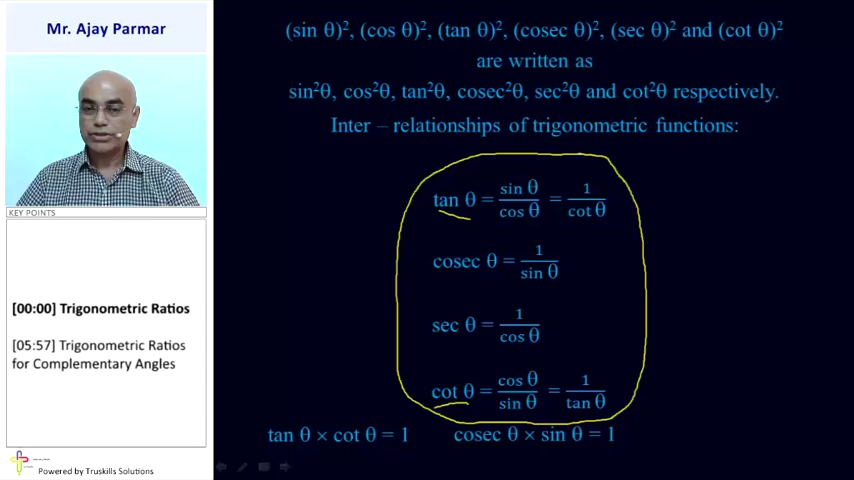 Mr. Ajay Parmar
KEY POINTS
[00:00] Trigonometric Ratios
[05:57] Trigonometric Ratios
for Complementary Angles
Powered by Truskills Solutions
(sin θ)², (cos θ)², (tan θ)², (cosec θ)², (sec θ)² and (cot θ)²
are written as
sin²θ, cos²θ, tan²θ, cosec²θ, sec²θ and cot²θ respectively.
Inter – relationships of trigonometric functions:
tan θ = sin θ / cos θ = 1 / cot θ
cosec θ = 1 / sin θ
sec θ = 1 / cos θ
cot θ = cos θ / sin θ = 1 / tan θ
tan θ × cot θ = 1 cosec θ × sin θ = 1